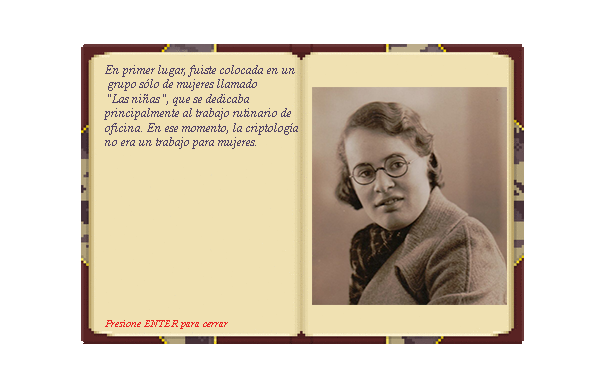 En primer lugar, fuiste colocada en un
grupo sólo de mujeres llamado
"Las niñas", que se dedicaba
principalmente al trabajo rutinario de
oficina. En ese momento, la criptología
no era un trabajo para mujeres.
Presione ENTER para cerrar